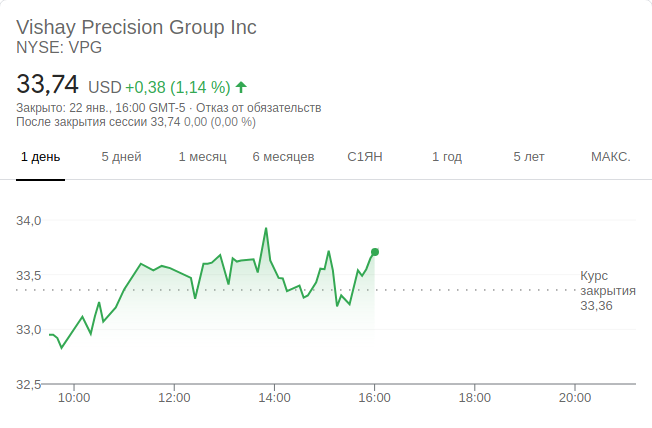 Vishay Precision Group Inc
NYSE: VPG
33,74 USD +0,38 (1,14 %)
Закрыто: 22 янв., 16:00 GMT-5 · Отказ от обязательств
После закрытия сессии 33,74 0,00 (0,00 %)
1 день 5 дней 1 месяц 6 месяцев С1ЯН 1 год 5 лет МАКС.
34,0
33,5
Курс
закрытия
33,36
33,0
32,5
10:00 12:00 14:00 16:00 18:00 20:00